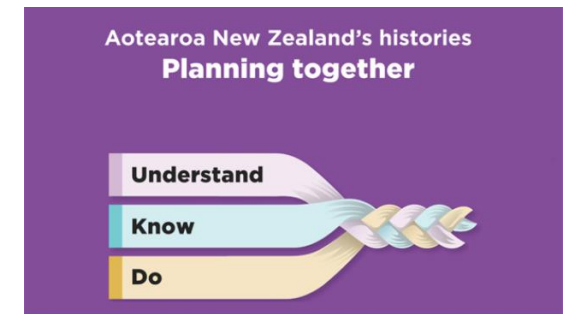 Aotearoa New Zealand’s histories
Planning together
Understand
Know
Do